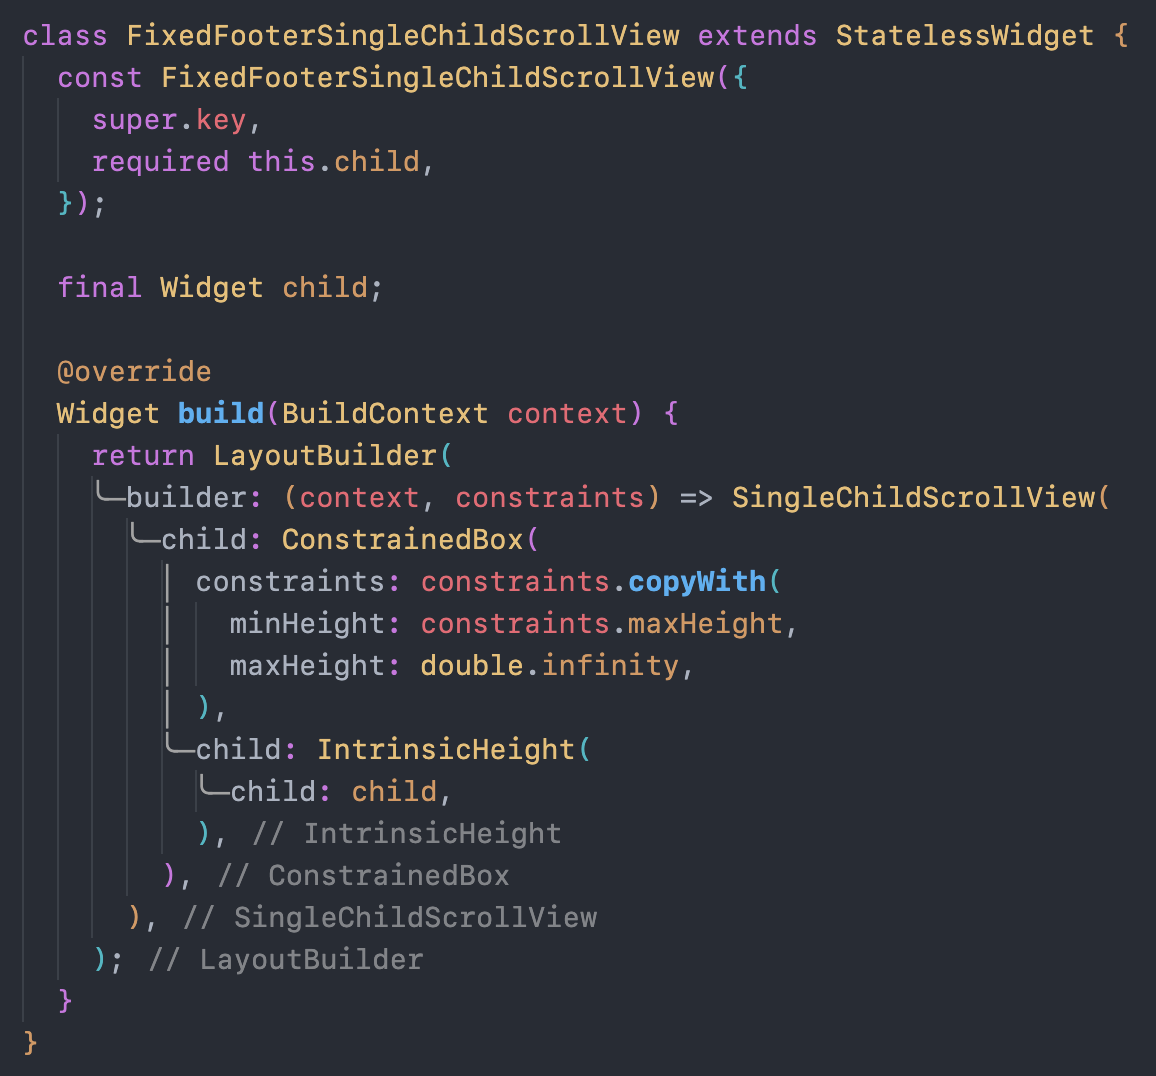 class FixedFooterSingleChildScrollView extends StatelessWidget {
  const FixedFooterSingleChildScrollView({
    super.key,
    required this.child,
  });

  final Widget child;

  @override
  Widget build(BuildContext context) {
    return LayoutBuilder(
      builder: (context, constraints) => SingleChildScrollView(
        child: ConstrainedBox(
          constraints: constraints.copyWith(
            minHeight: constraints.maxHeight,
            maxHeight: double.infinity,
          ),
          child: IntrinsicHeight(
            child: child,
          ), // IntrinsicHeight
        ), // ConstrainedBox
      ), // SingleChildScrollView
    ); // LayoutBuilder
  }
}